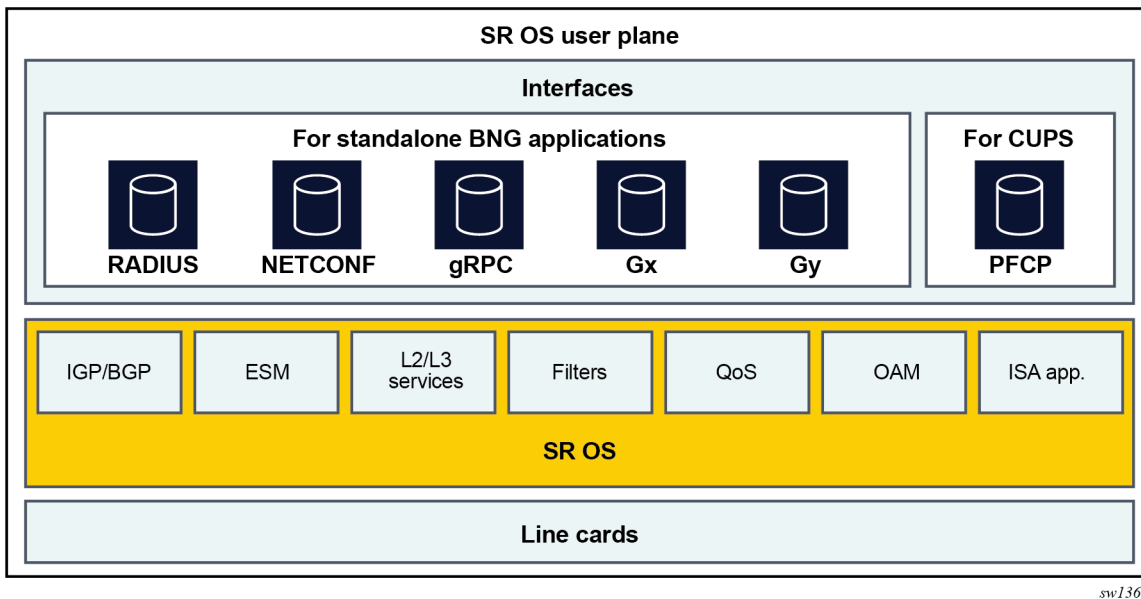 SR OS user plane
Interfaces
For standalone BNG applications
For CUPS
RADIUS
NETCONF
gRPC
Gx
Gy
PFCP
IGP/BGP
ESM
L2/L3
services
Filters
QoS
OAM
ISA app.
SR OS
Line cards
sw136